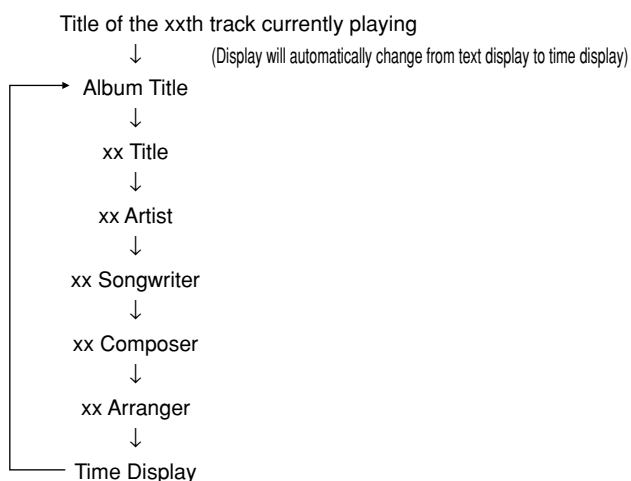 Title of the xxth track currently playing
↓ (Display will automatically change from text display to time display)
Album Title
↓
xx Title
↓
xx Artist
↓
xx Songwriter
↓
xx Composer
↓
xx Arranger
↓
Time Display